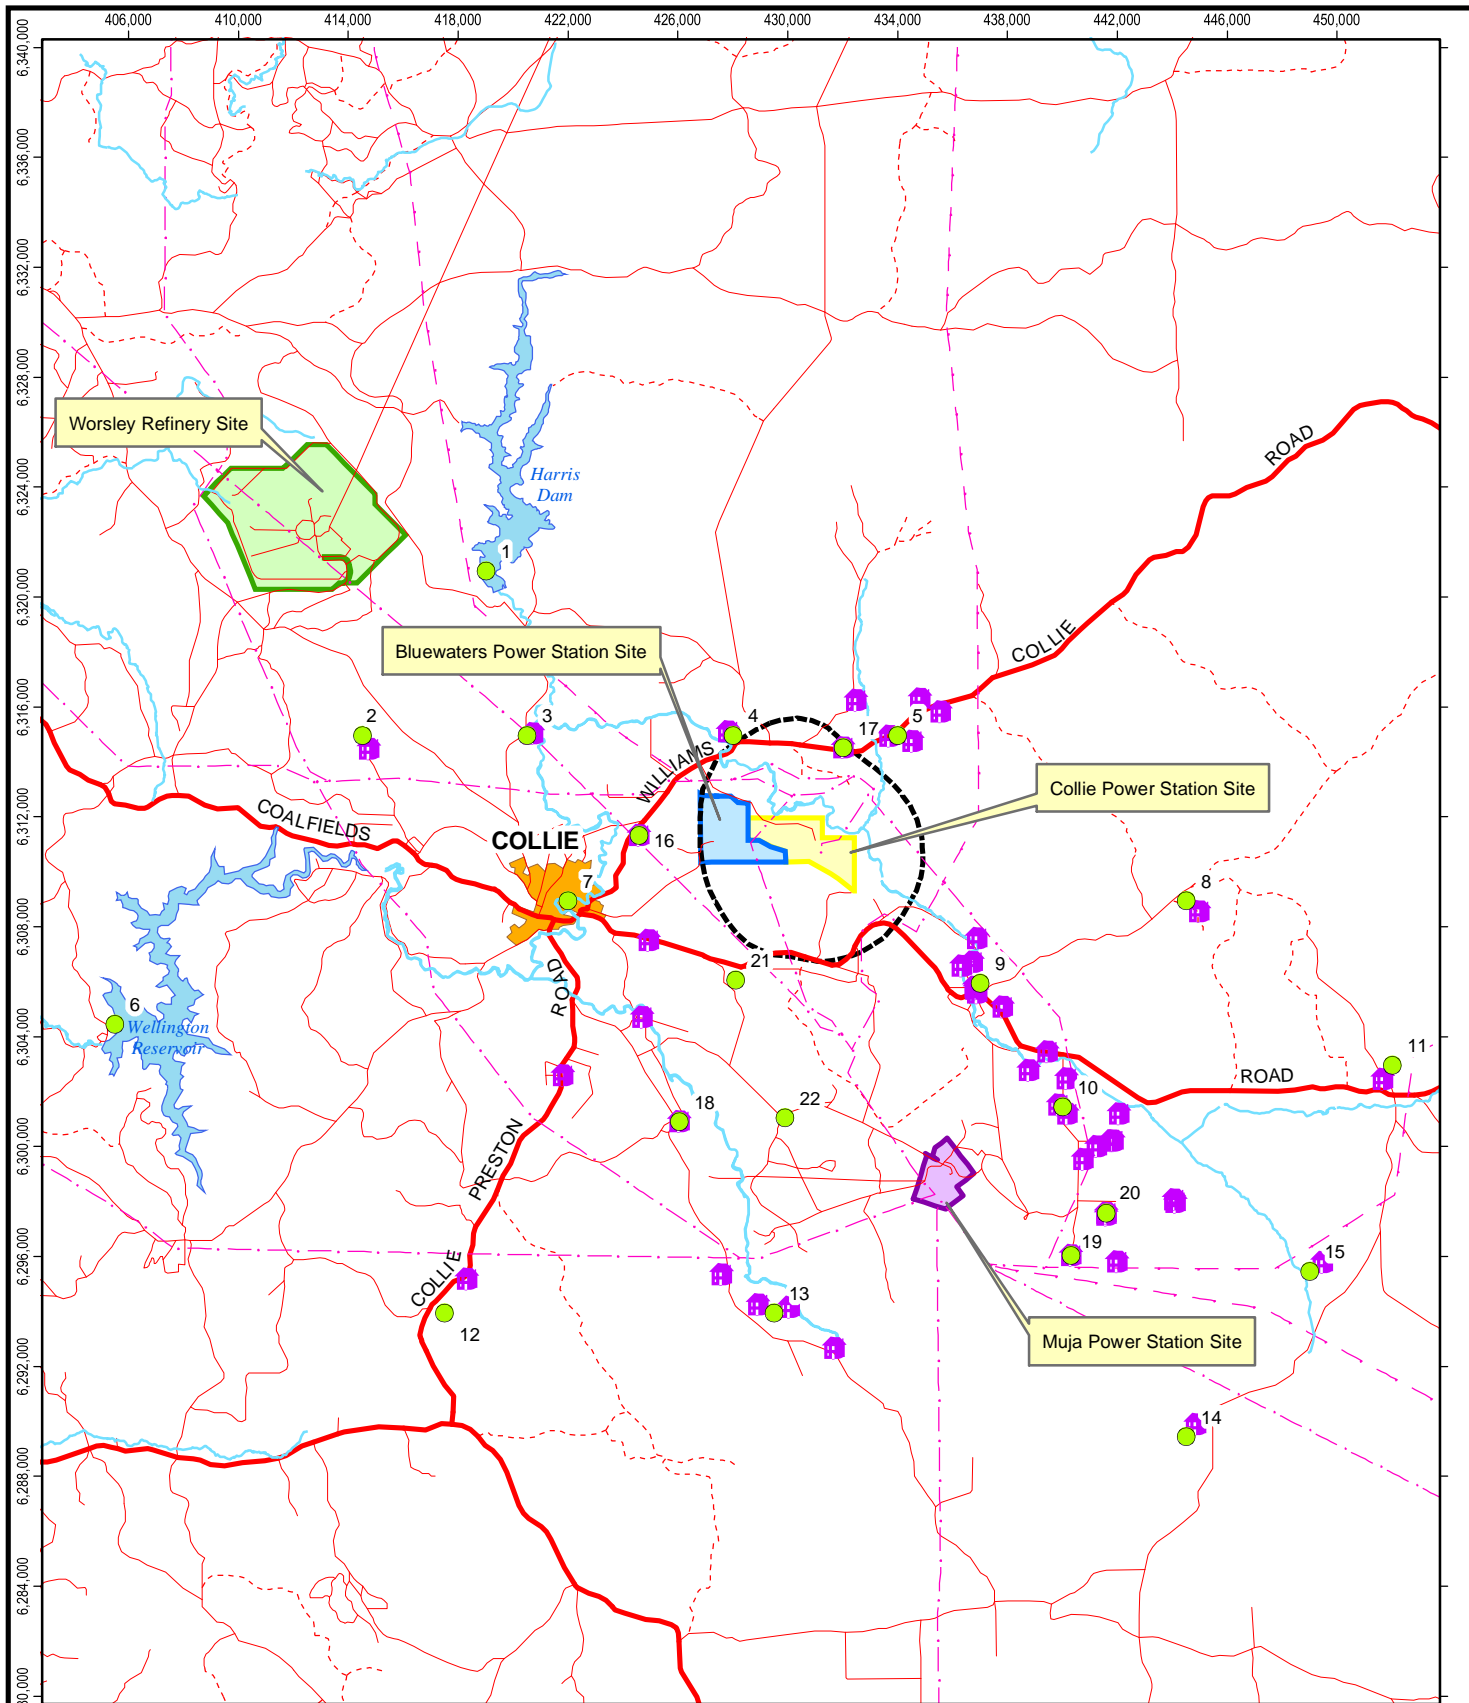 406,000
410,000
414,000
418,000
422,000
426,000
430,000
434,000
438,000
442,000
446,000
450,000
6,340,000
6,336,000
6,332,000
6,328,000
6,324,000
6,320,000
6,316,000
6,312,000
6,308,000
6,304,000
6,300,000
6,296,000
6,292,000
6,288,000
6,284,000
Worsley Refinery Site
ROAD
Harris
Dam
1
Bluewaters Power Station Site
COLLIE
2
3
4
17
5
WILLIAMS
Collie Power Station Site
COALFIELDS
COLLIE
16
7
8
21
9
ROAD
6
Wellington
Reservoir
11
ROAD
10
18
22
PRESTON
20
19
15
COLLIE
13
12
Muja Power Station Site
14